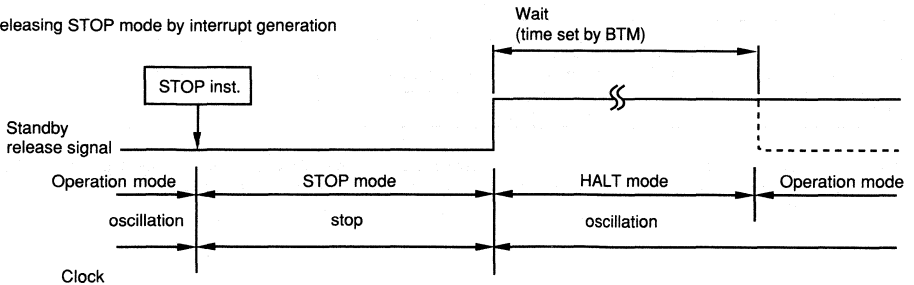 eleasing STOP mode by interrupt generation
Wait
(time set by BTM)
STOP inst.
Standby
release signal
Operation mode STOP mode HALT mode Operation mode
oscillation stop oscillation
Clock